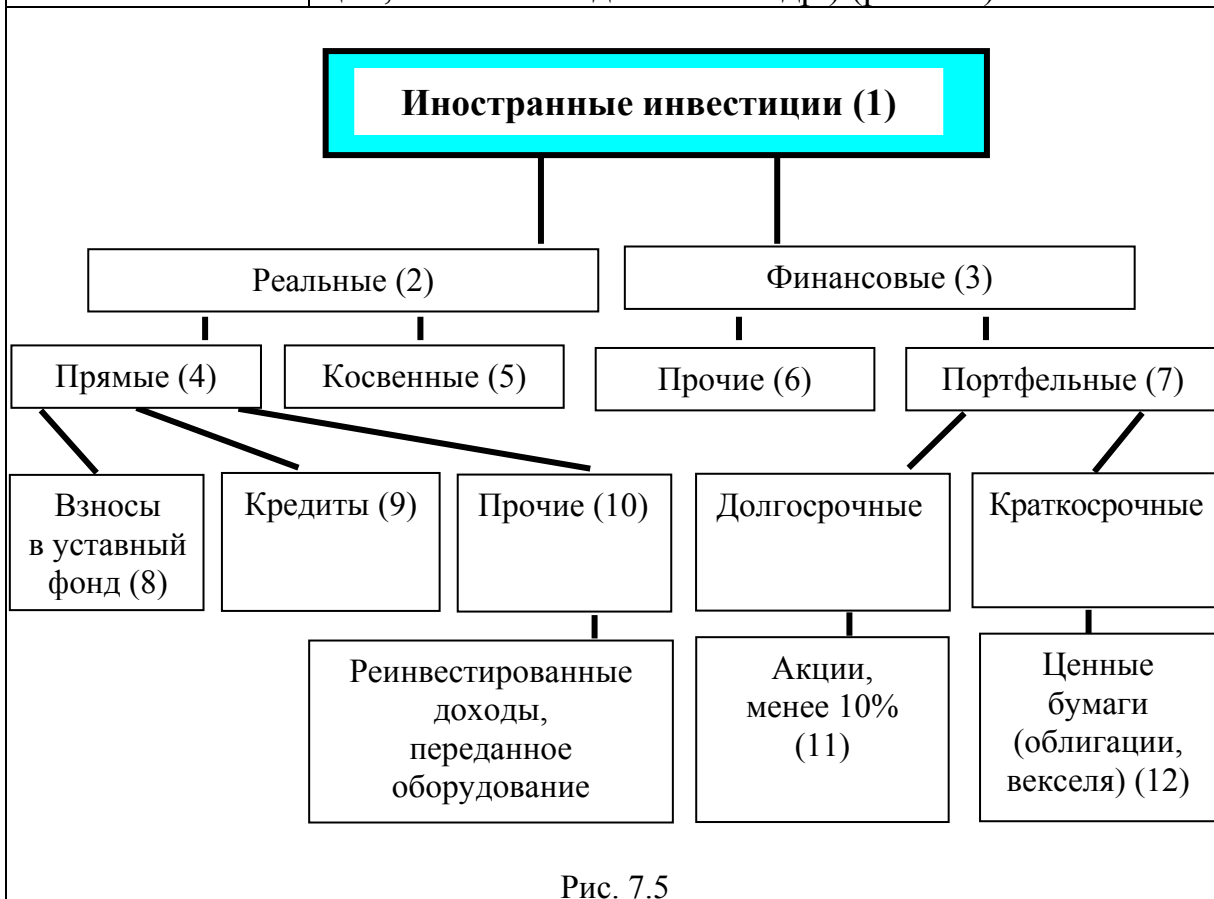 Иностранные инвестиции (1)
Реальные (2)
Финансовые (3)
Прямые (4)
Косвенные (5)
Прочие (6)
Портфельные (7)
Взносы
в уставный
фонд (8)
Кредиты (9)
Прочие (10)
Долгосрочные
Краткосрочные
Реинвестированные
доходы,
переданное
оборудование
Акции,
менее 10%
(11)
Ценные
бумаги
(облигации,
векселя) (12)
Рис. 7.5